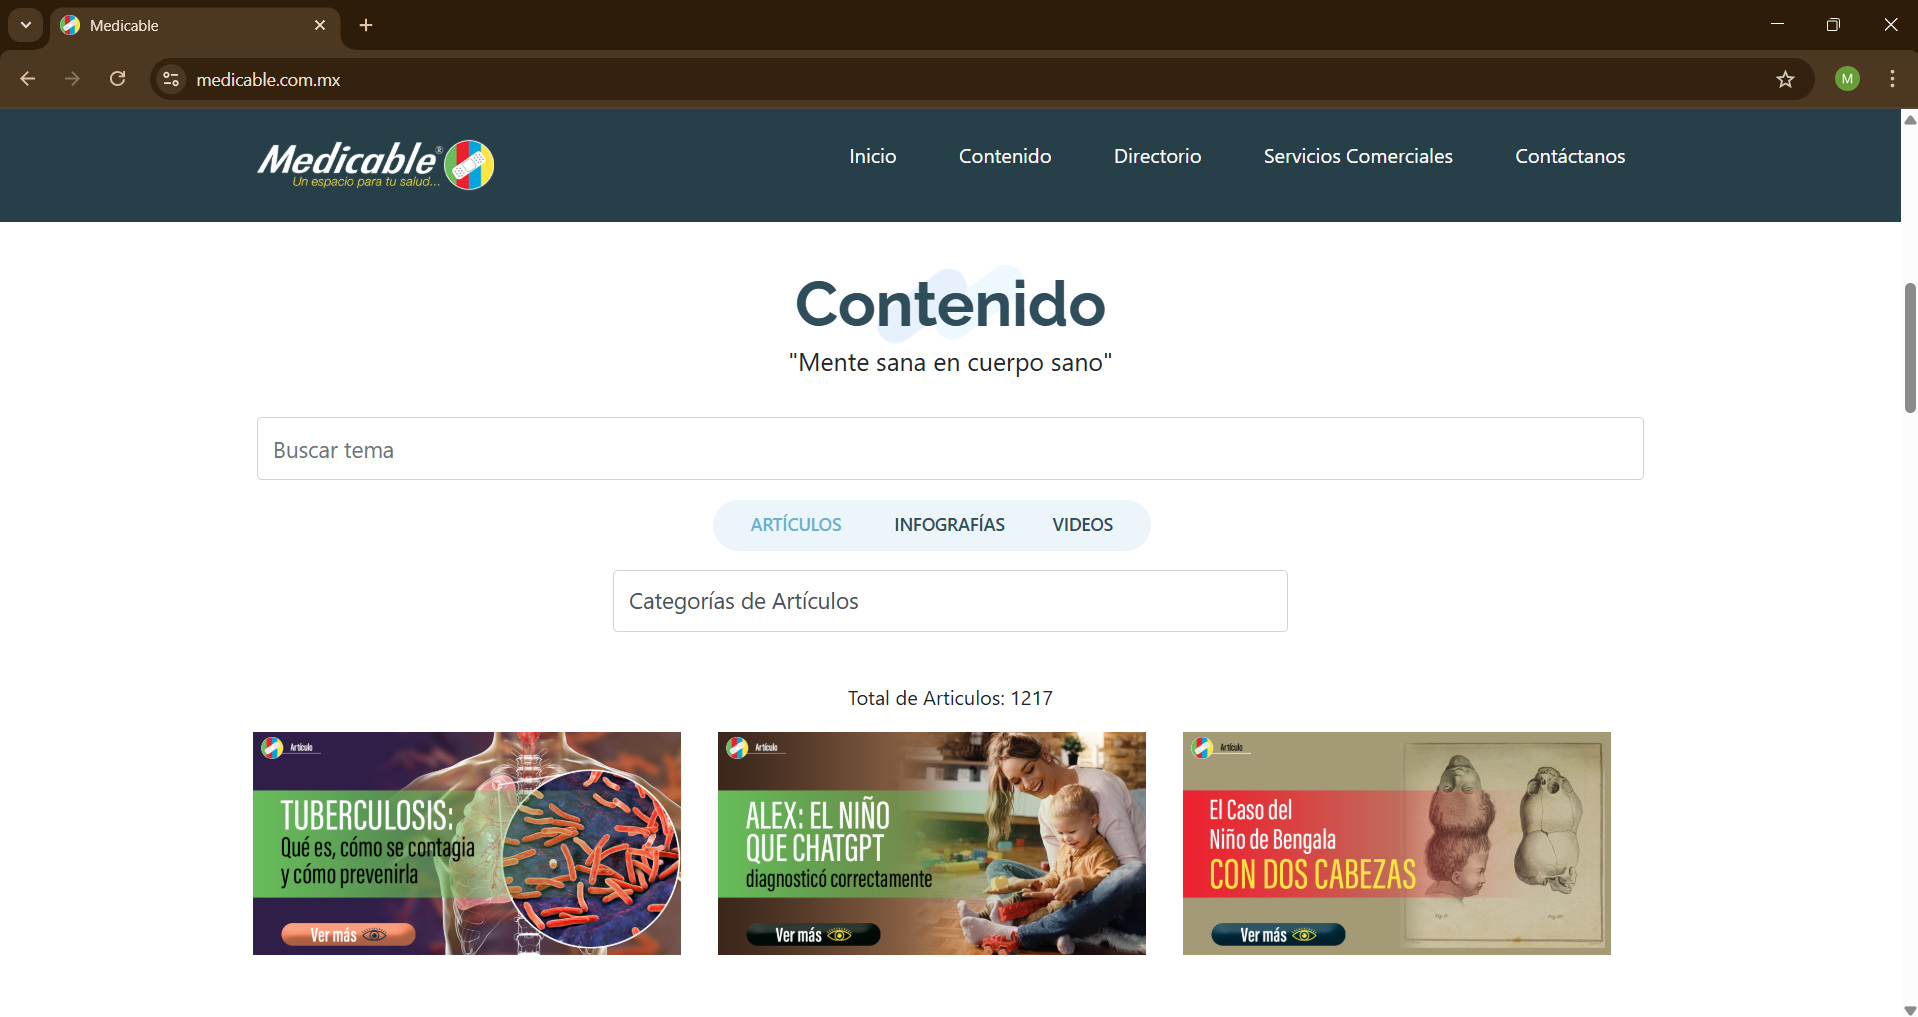 Medicable
medicable.com.mx
M
Medicable®
Un espacio para tu salud...
Inicio
Contenido
Directorio
Servicios Comerciales
Contáctanos
Contenido
"Mente sana en cuerpo sano"
Buscar tema
ARTÍCULOS
INFOGRAFÍAS
VIDEOS
Categorías de Artículos
Total de Articulos: 1217
Artículo
TUBERCULOSIS:
Qué es, cómo se contagia
y cómo prevenirla
Ver más
Artículo
ALEX: EL NIÑO
QUE CHATGPT
diagnosticó correctamente
Ver más
Artículo
El Caso del
Niño de Bengala
CON DOS CABEZAS
Ver más